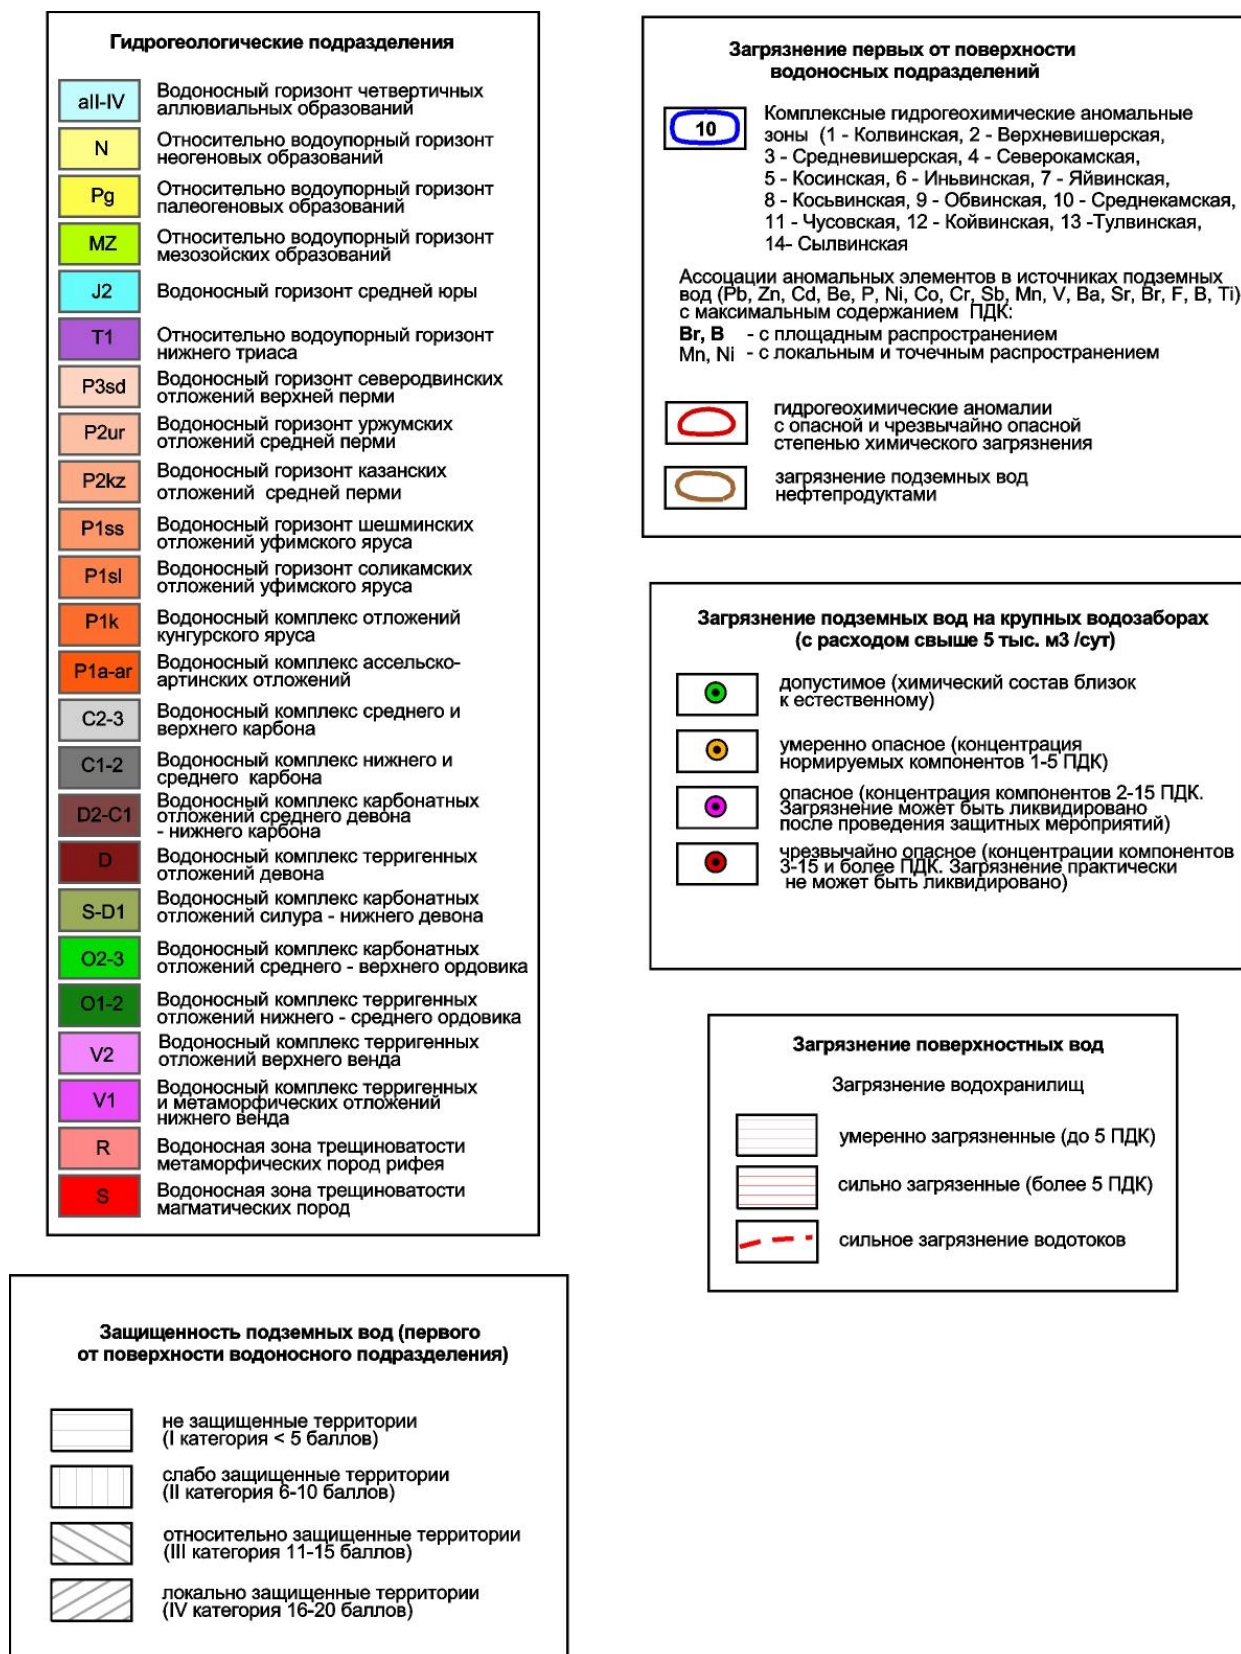 Гидрогеологические подразделения
aII-IV
Водоносный горизонт четвертичных
аллювиальных образований
N
Относительно водоупорный горизонт
неогеновых образований
Pg
Относительно водоупорный горизонт
палеогеновых образований
MZ
Относительно водоупорный горизонт
мезозойских образований
J2
Водоносный горизонт средней юры
T1
Относительно водоупорный горизонт
нижнего триаса
P3sd
Водоносный горизонт северодвинских
отложений верхней перми
P2ur
Водоносный горизонт уржумских
отложений средней перми
P2kz
Водоносный горизонт казанских
отложений средней перми
P1ss
Водоносный горизонт шешминских
отложений уфимского яруса
P1sl
Водоносный горизонт соликамских
отложений уфимского яруса
P1k
Водоносный комплекс отложений
кунгурского яруса
P1a-ar
Водоносный комплекс ассельско-
артинских отложений
C2-3
Водоносный комплекс среднего и
верхнего карбона
C1-2
Водоносный комплекс нижнего и
среднего карбона
D2-C1
Водоносный комплекс карбонатных
отложений среднего девона
- нижнего карбона
D
Водоносный комплекс терригенных
отложений девона
S-D1
Водоносный комплекс карбонатных
отложений силура - нижнего девона
O2-3
Водоносный комплекс карбонатных
отложений среднего - верхнего ордовика
O1-2
Водоносный комплекс терригенных
отложений нижнего - среднего ордовика
V2
Водоносный комплекс терригенных
отложений верхнего венда
V1
Водоносный комплекс терригенных
и метаморфических отложений
нижнего венда
R
Водоносная зона трещиноватости
метаморфических пород рифея
S
Водоносная зона трещиноватости
магматических пород
Защищенность подземных вод (первого
от поверхности водоносного подразделения)
не защищенные территории
(I категория < 5 баллов)
слабо защищенные территории
(II категория 6-10 баллов)
относительно защищенные территории
(III категория 11-15 баллов)
локально защищенные территории
(IV категория 16-20 баллов)
Загрязнение первых от поверхности
водоносных подразделений
10
Комплексные гидрогеохимические аномальные
зоны (1 - Колвинская, 2 - Верхневишерская,
3 - Средневишерская, 4 - Северокамская,
5 - Косинская, 6 - Иньвинская, 7 - Яйвинская,
8 - Косьвинская, 9 - Обвинская, 10 - Среднекамская,
11 - Чусовская, 12 - Койвинская, 13 -Тулвинская,
14- Сылвинская
Ассоцации аномальных элементов в источниках подземных
вод (Pb, Zn, Cd, Be, P, Ni, Co, Cr, Sb, Mn, V, Ba, Sr, Br, F, B, Ti)
с максимальным содержанием ПДК:
Br, B - с площадным распространением
Mn, Ni - с локальным и точечным распространением
гидрогеохимические аномалии
с опасной и чрезвычайно опасной
степенью химического загрязнения
загрязнение подземных вод
нефтепродуктами
Загрязнение подземных вод на крупных водозаборах
(с расходом свыше 5 тыс. м3 /сут)
допустимое (химический состав близок
к естественному)
умеренно опасное (концентрация
нормируемых компонентов 1-5 ПДК)
опасное (концентрация компонентов 2-15 ПДК.
Загрязнение может быть ликвидировано
после проведения защитных мероприятий)
чрезвычайно опасное (концентрации компонентов
3-15 и более ПДК. Загрязнение практически
не может быть ликвидировано)
Загрязнение поверхностных вод
Загрязнение водохранилищ
умеренно загрязненные (до 5 ПДК)
сильно загрязенные (более 5 ПДК)
сильное загрязнение водотоков